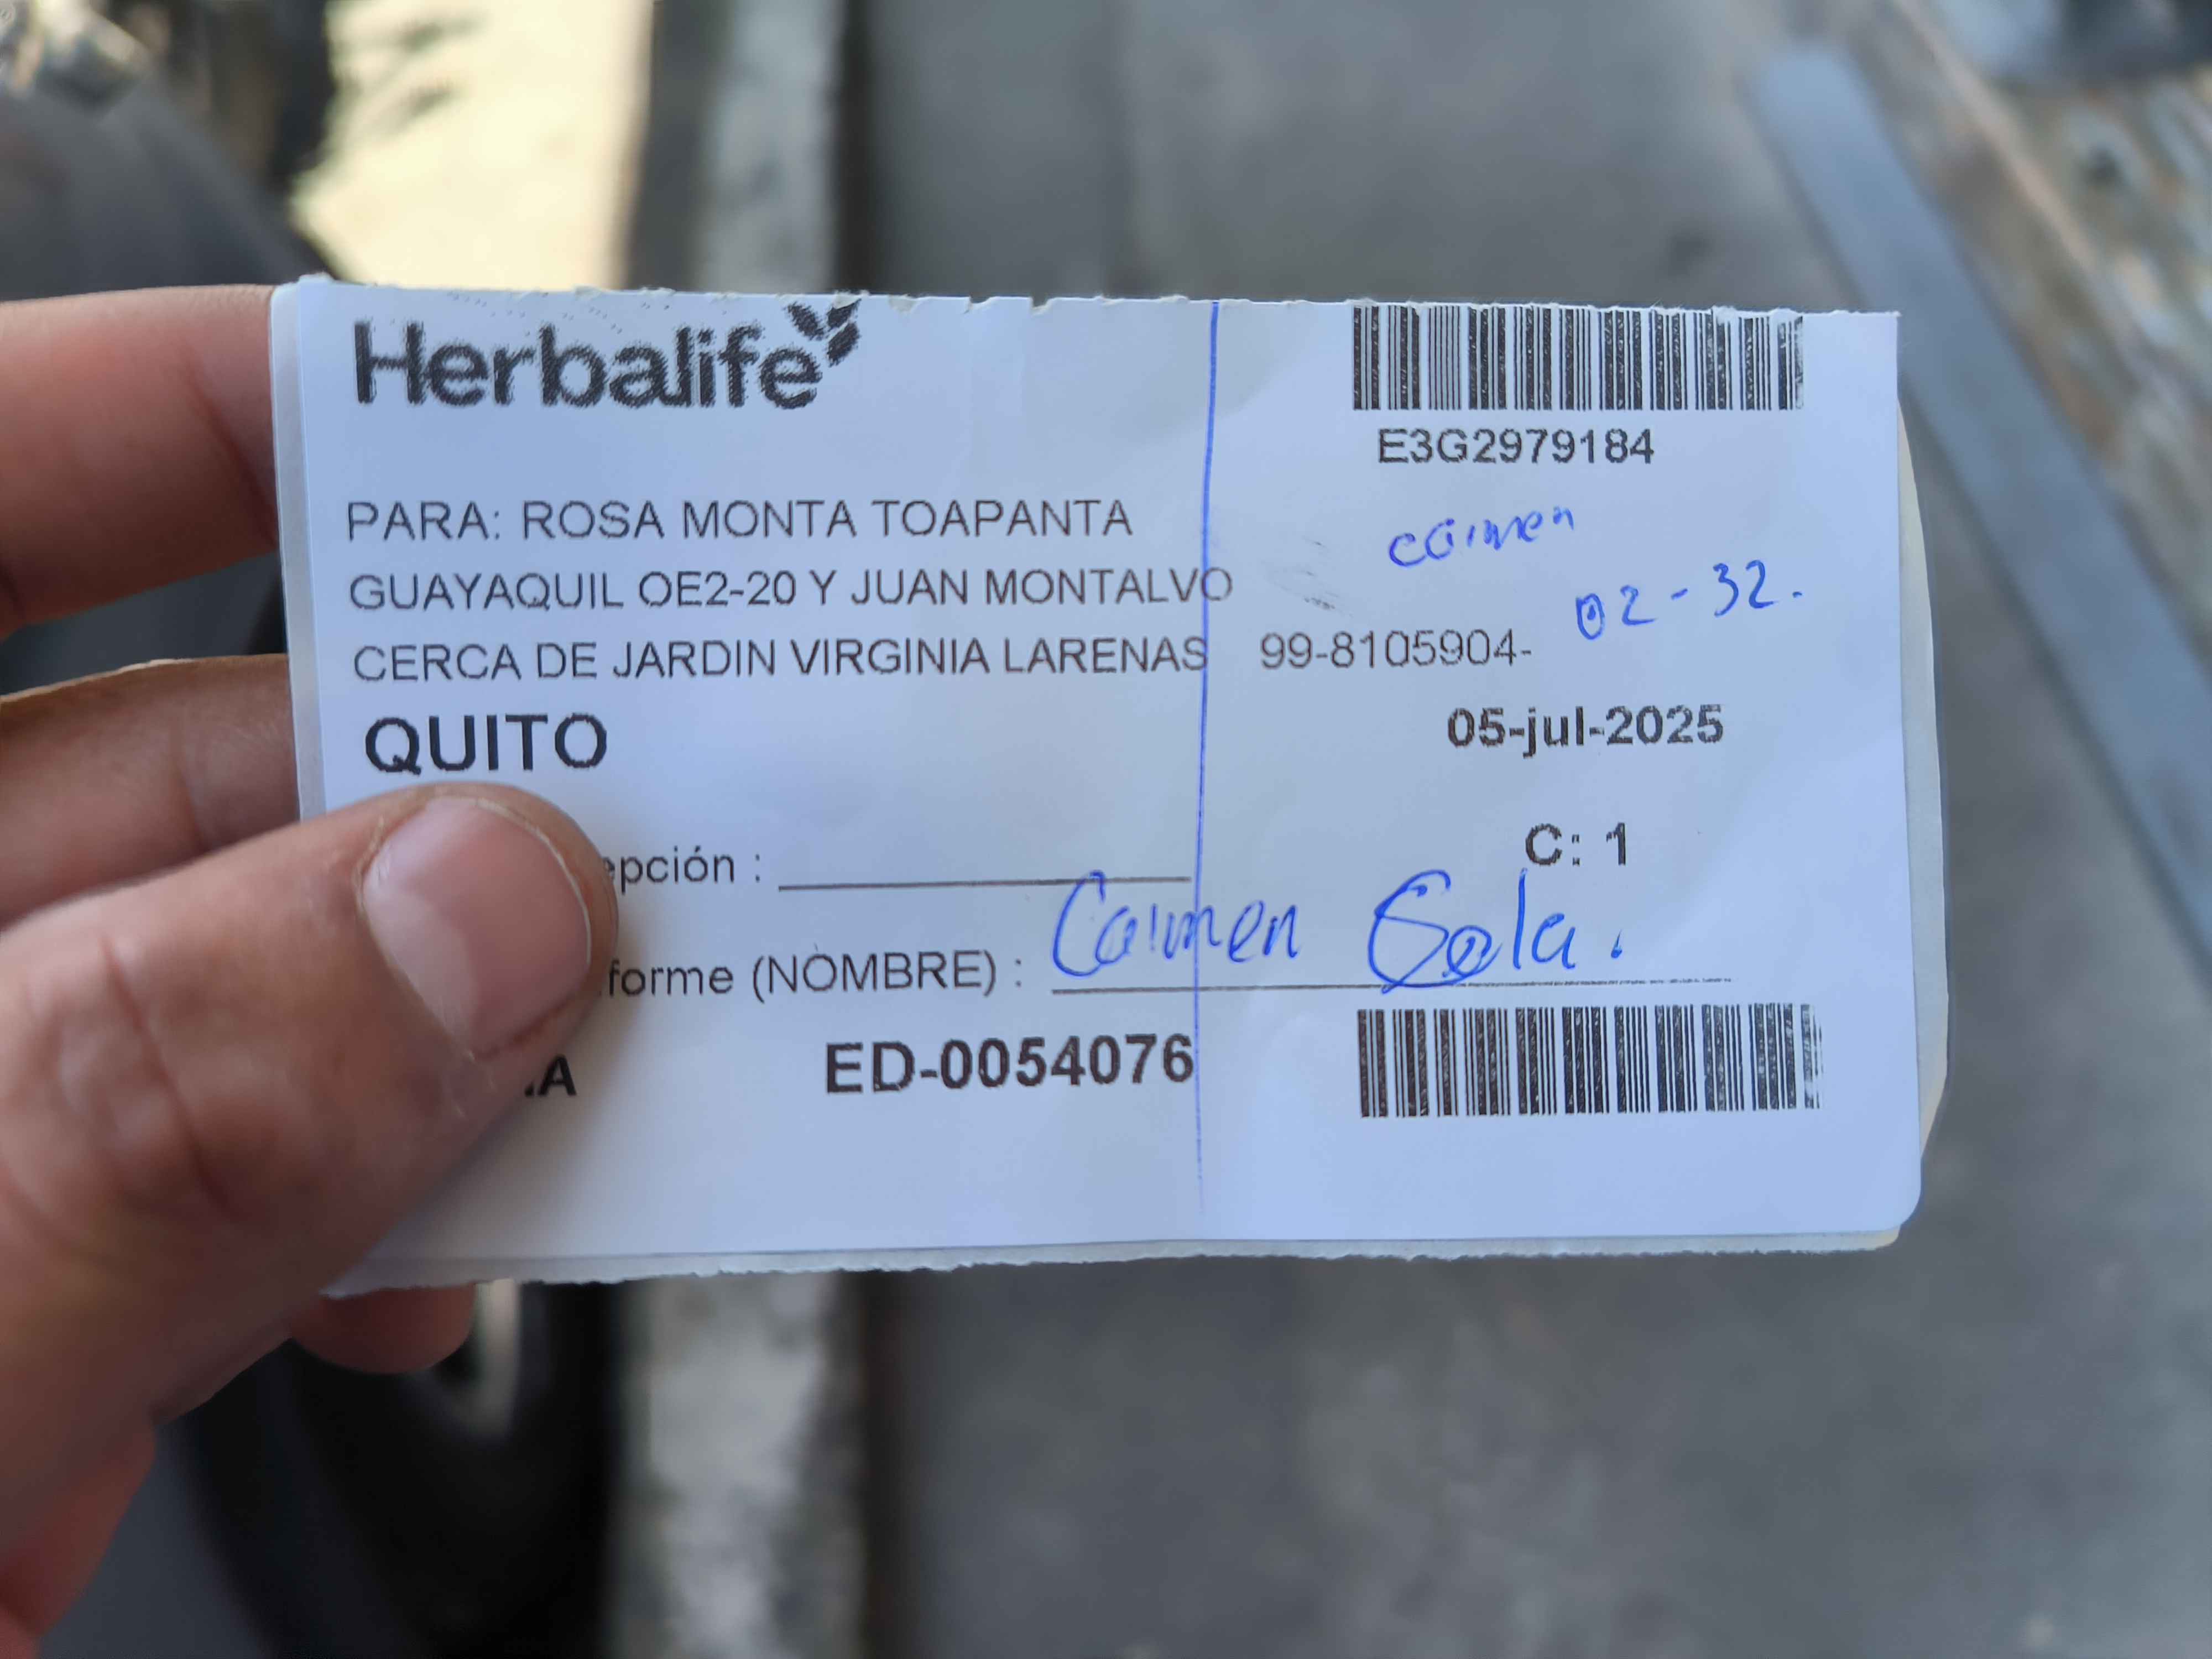 Herbalife
E3G2979184
PARA: ROSA MONTA TOAPANTA
carmen
GUAYAQUIL OE2-20 Y JUAN MONTALVO
02-32.
CERCA DE JARDIN VIRGINIA LARENAS 99-8105904-
QUITO
05-jul-2025
C: 1
epción :
forme (NOMBRE) : Carmen
ED-0054076